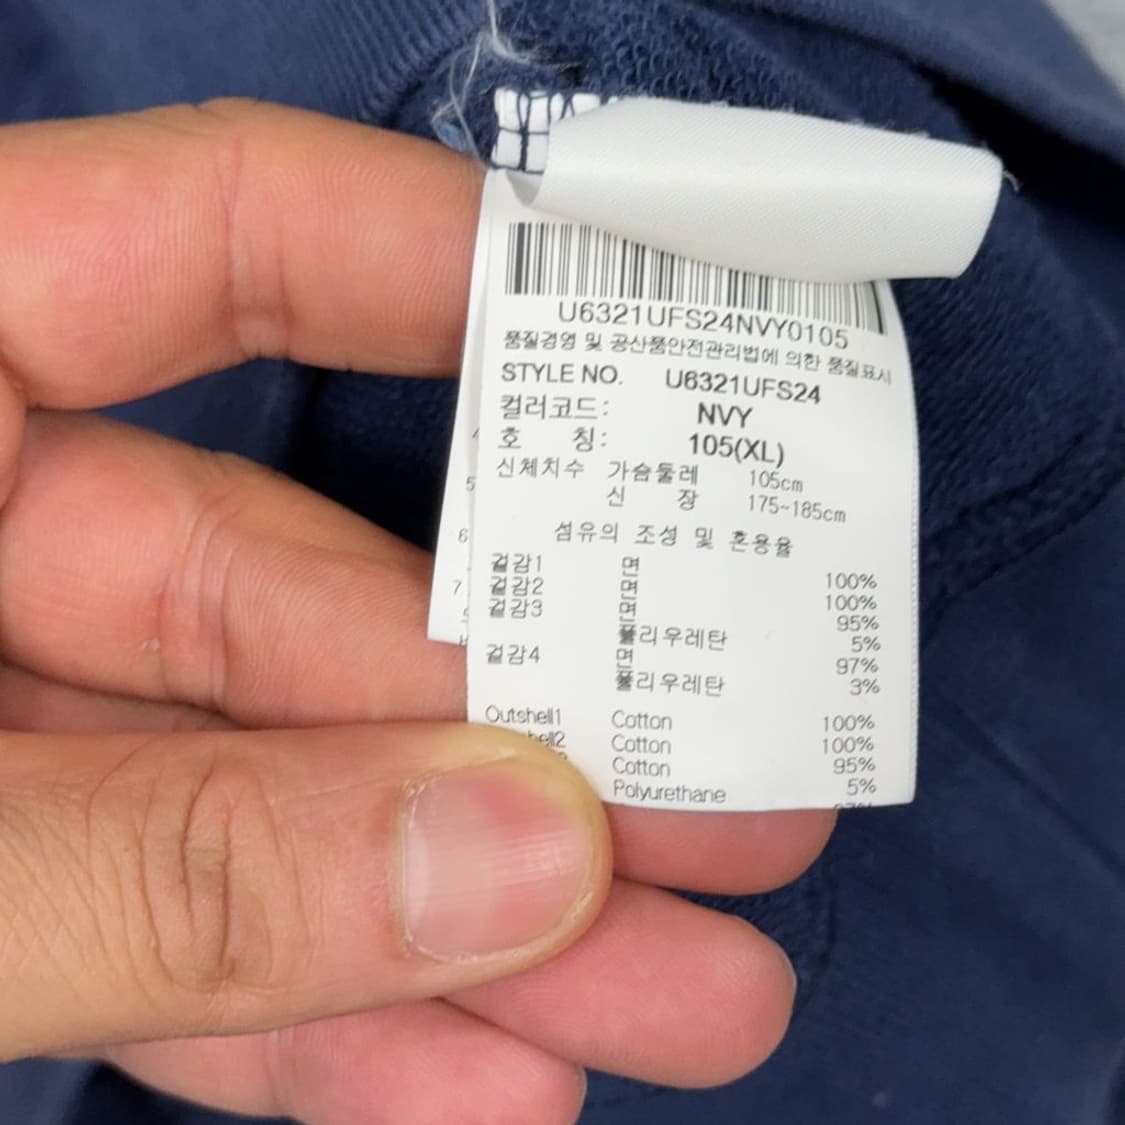 U6321UFS24NVY0105
품질경영 및 공산품안전관리법에 의한 품질표시
STYLE NO. U6321UFS24
컬러코드: NVY
호 칭: 105(XL)
신체치수 가슴둘레 105cm
신 장 175~185cm
섬유의 조성 및 혼용율
겉감1 면 100%
겉감2 면 100%
겉감3 면 95%
폴리우레탄 5%
겉감4 면 97%
폴리우레탄 3%
Outshell1 Cotton 100%
Cotton 100%
Cotton 95%
Polyurethane 5%
5
6
7